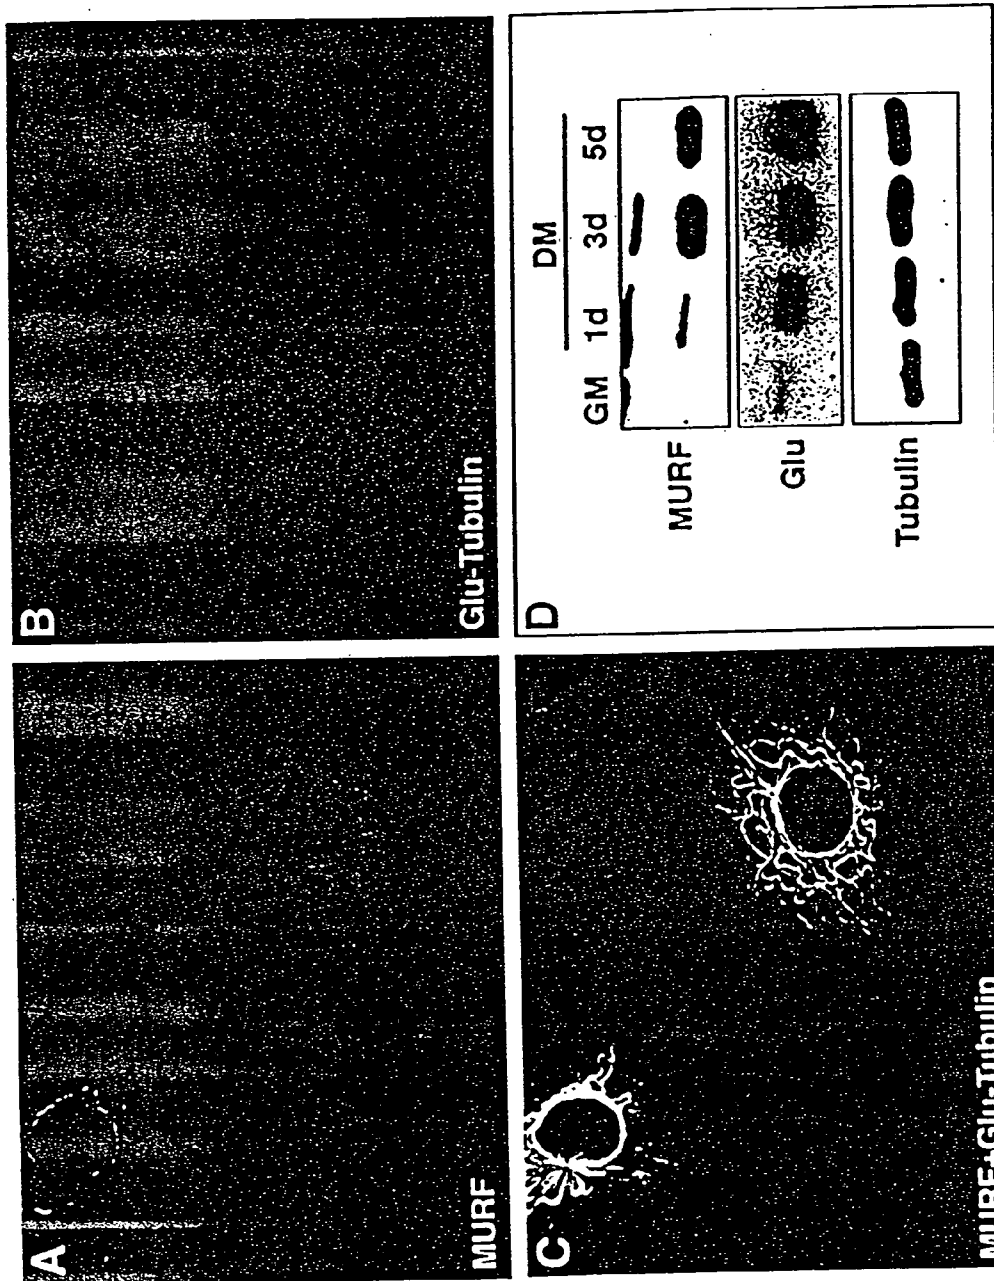 A
MURF
B
Glu-Tubulin
C
MURF+Glu-Tubulin
D
DM
GM 1d 3d 5d
MURF
Glu
Tubulin